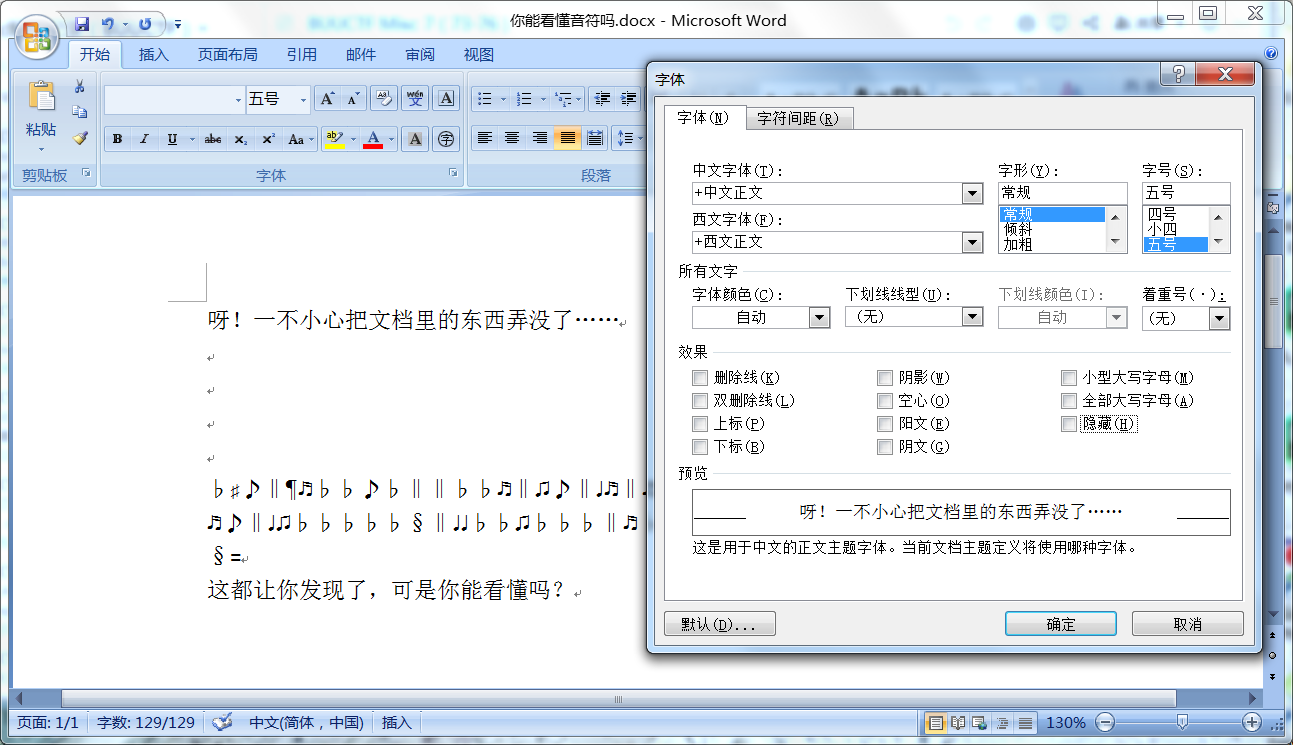 你能看懂音符吗.docx - Microsoft Word
开始 插入 页面布局 引用 邮件 审阅 视图
粘贴
五号
wén 文
B I U abc x₂ x² Aa
剪贴板 字体 段落
呀！一不小心把文档里的东西弄没了……
♭♯♪‖¶♬♭♭♪♭‖‖♭♭♬‖♫♪‖♩♬‖
♬♪‖♩♫♭♭♭♭♭§‖♩♩♭♭♫♭♭♭‖♬
§=
这都让你发现了，可是你能看懂吗？
字体
字体(N) 字符间距(R)
中文字体(T)： 字形(Y)： 字号(S)：
+中文正文 常规 五号
常规 四号
西文字体(F)： 倾斜 小四
+西文正文 加粗 五号
所有文字
字体颜色(C)： 下划线线型(U)： 下划线颜色(I)： 着重号(·)：
自动 (无) 自动 (无)
效果
删除线(K) 阴影(W) 小型大写字母(M)
双删除线(L) 空心(O) 全部大写字母(A)
上标(P) 阳文(E) 隐藏(H)
下标(B) 阴文(G)
预览
呀！一不小心把文档里的东西弄没了……
这是用于中文的正文主题字体。当前文档主题定义将使用哪种字体。
默认(D)... 确定 取消
页面: 1/1 字数: 129/129 中文(简体，中国) 插入 130%